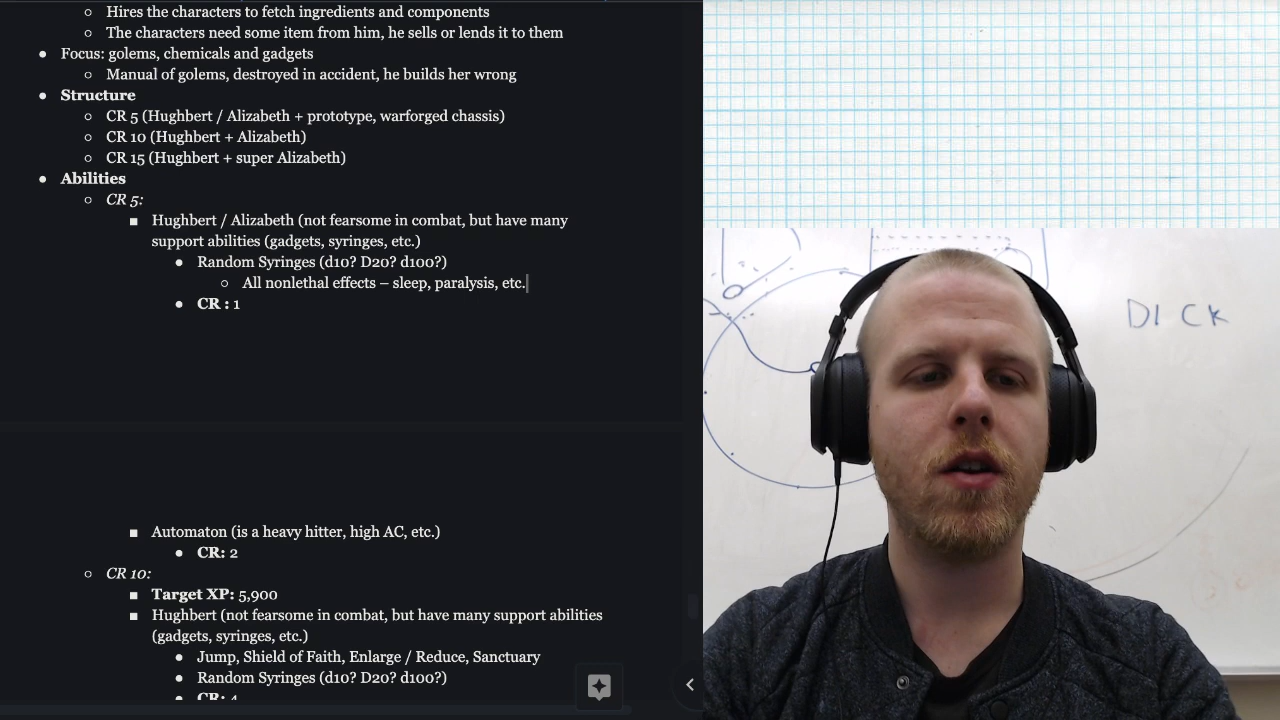 Hires the characters to fetch ingredients and components
The characters need some item from him, he sells or lends it to them
Focus: golems, chemicals and gadgets
Manual of golems, destroyed in accident, he builds her wrong
Structure
CR 5 (Hughbert / Alizabeth + prototype, warforged chassis)
CR 10 (Hughbert + Alizabeth)
CR 15 (Hughbert + super Alizabeth)
Abilities
CR 5:
Hughbert / Alizabeth (not fearsome in combat, but have many
support abilities (gadgets, syringes, etc.)
Random Syringes (d10? D20? d100?)
All nonlethal effects – sleep, paralysis, etc.
CR : 1
Automaton (is a heavy hitter, high AC, etc.)
CR: 2
CR 10:
Target XP: 5,900
Hughbert (not fearsome in combat, but have many support abilities
(gadgets, syringes, etc.)
Jump, Shield of Faith, Enlarge / Reduce, Sanctuary
Random Syringes (d10? D20? d100?)
CR: 4
DICK